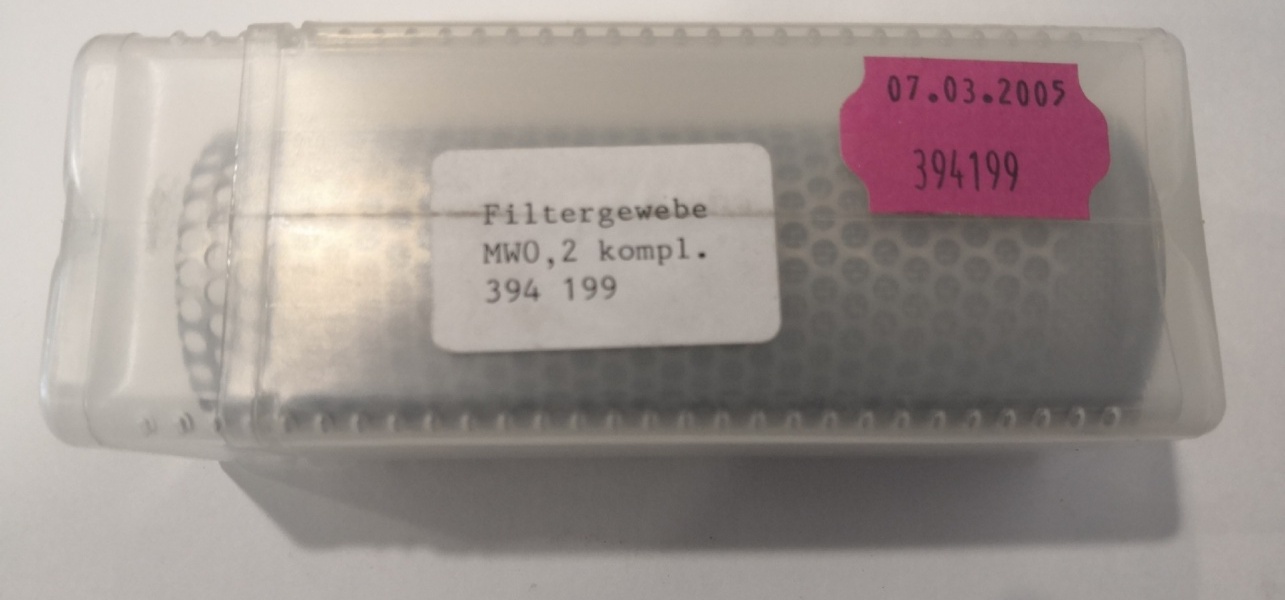 07.03.2005
394199
Filtergewebe
MW0,2 kompl.
394 199